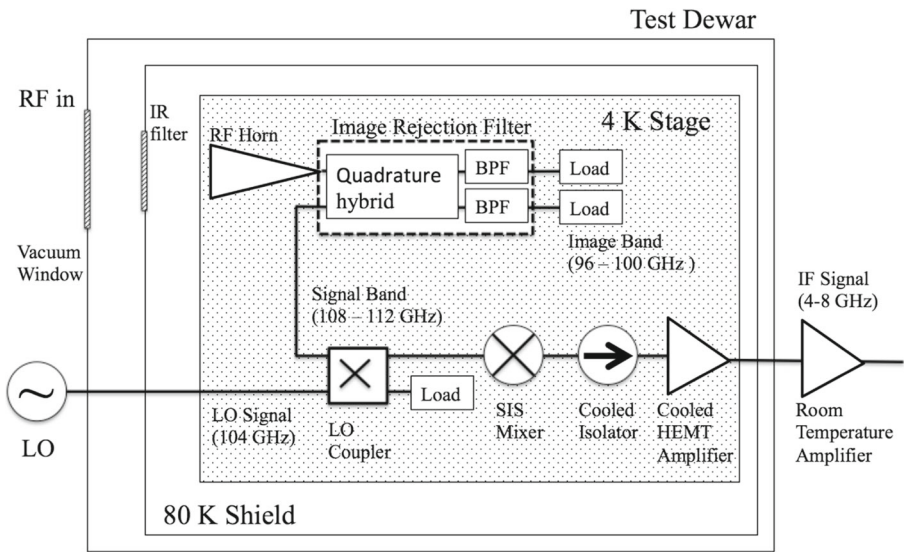 Test Dewar
RF in
IR
filter
RF Horn
Image Rejection Filter
4 K Stage
Quadrature
hybrid
BPF
Load
BPF
Load
Vacuum
Window
Image Band
(96 – 100 GHz )
Signal Band
(108 – 112 GHz)
IF Signal
(4-8 GHz)
Load
LO
LO Signal
(104 GHz)
LO
Coupler
SIS
Mixer
Cooled
Isolator
Cooled
HEMT
Amplifier
Room
Temperature
Amplifier
80 K Shield